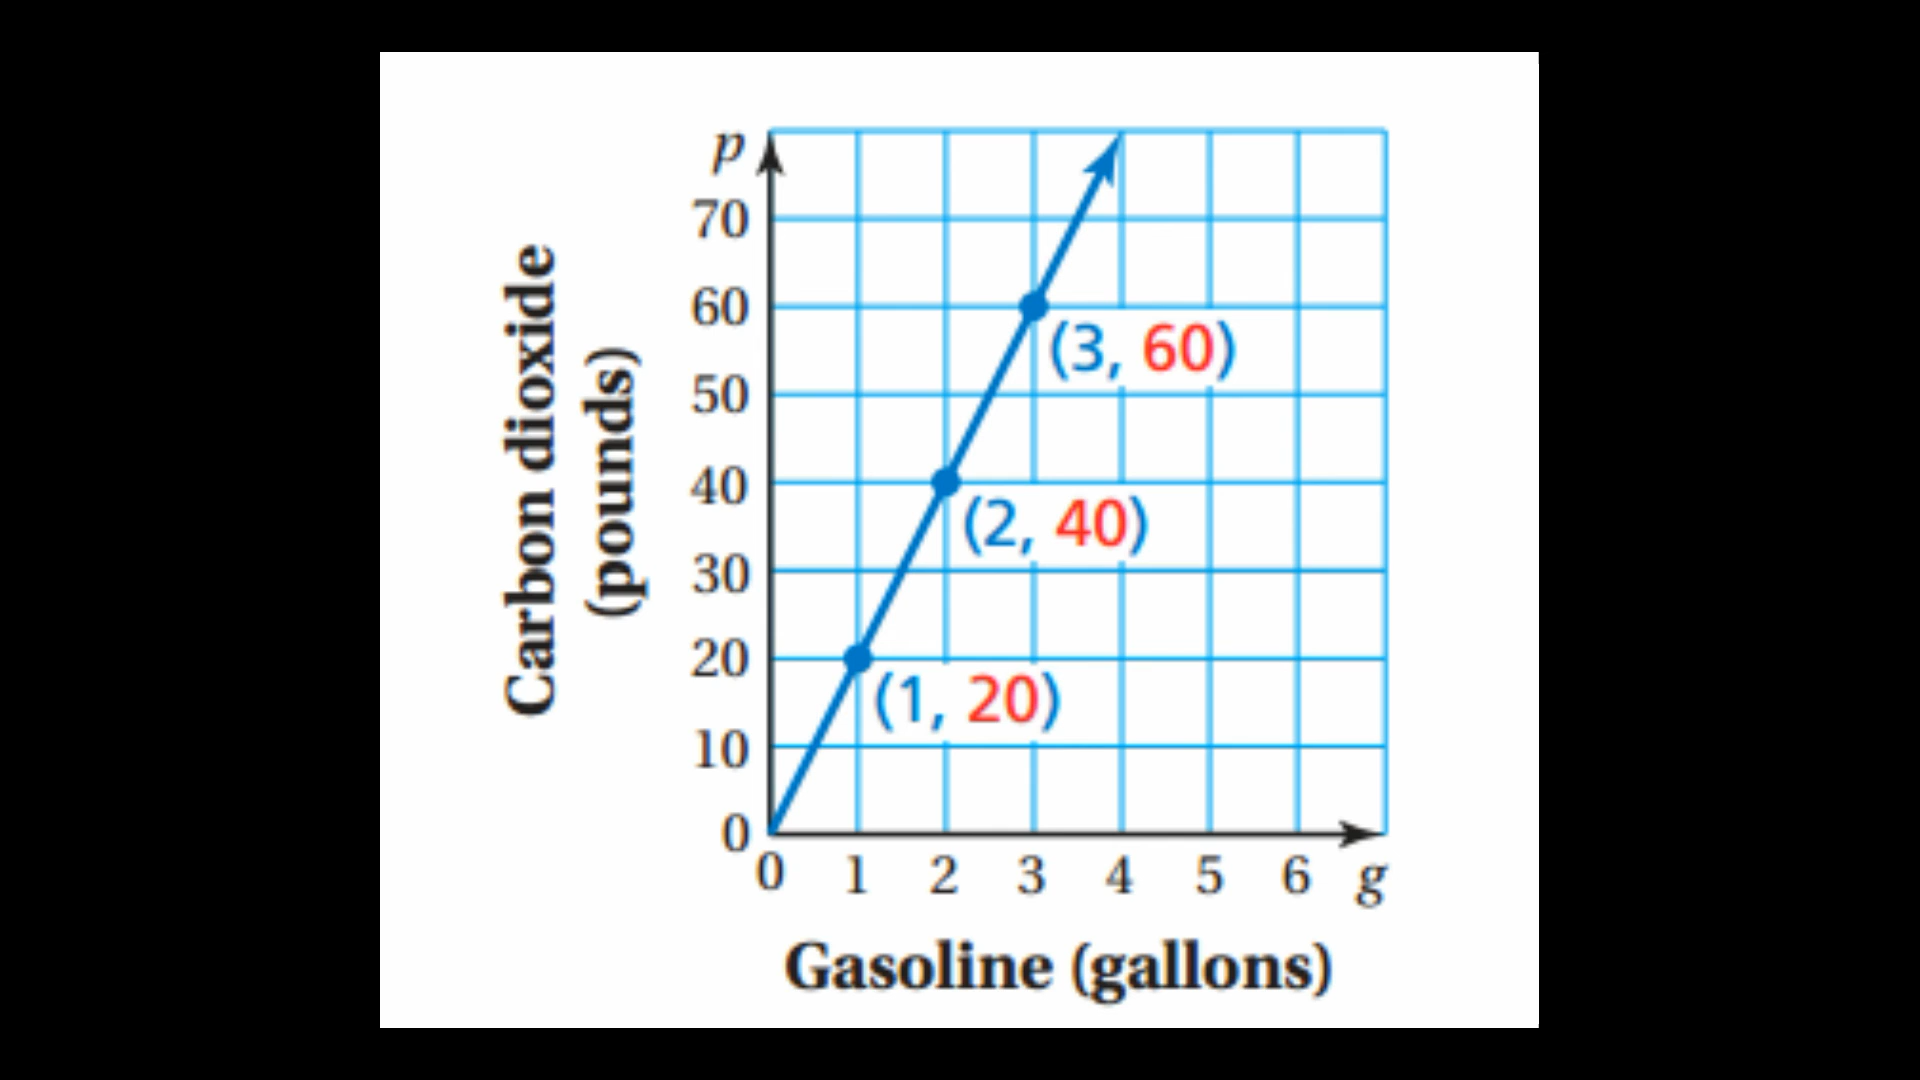 p
70
60
50
40
30
20
10
0
Carbon dioxide
(pounds)
(3, 60)
(2, 40)
(1, 20)
0 1 2 3 4 5 6 g
Gasoline (gallons)